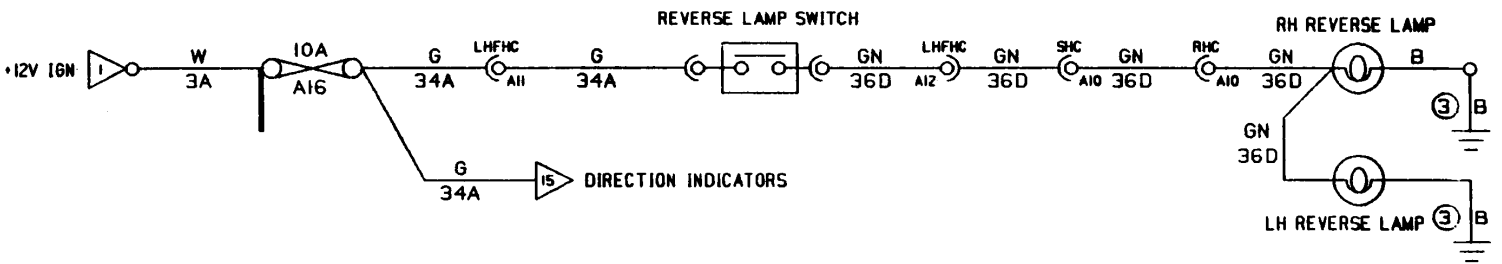 REVERSE LAMP SWITCH
RH REVERSE LAMP
+12V IGN
1
W
3A
10A
A16
G
34A
LHFHC
A11
G
34A
GN
36D
LHFHC
A12
GN
36D
SHC
A10
GN
36D
RHC
A10
GN
36D
B
3
B
GN
36D
G
34A
15
DIRECTION INDICATORS
LH REVERSE LAMP
3
B